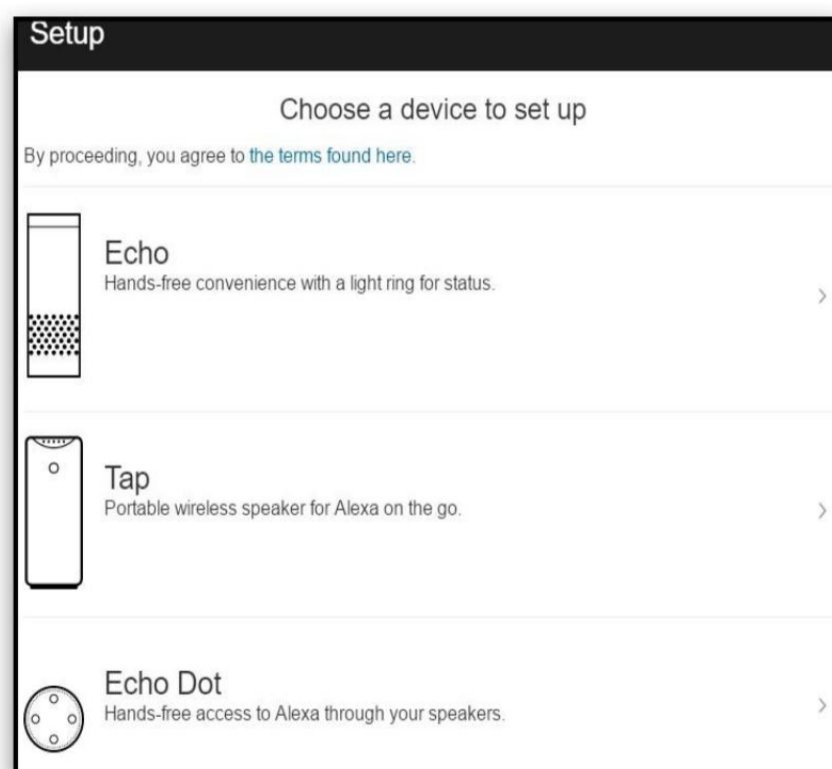 Setup
Choose a device to set up
By proceeding, you agree to the terms found here.
Echo
Hands-free convenience with a light ring for status.
Tap
Portable wireless speaker for Alexa on the go.
Echo Dot
Hands-free access to Alexa through your speakers.